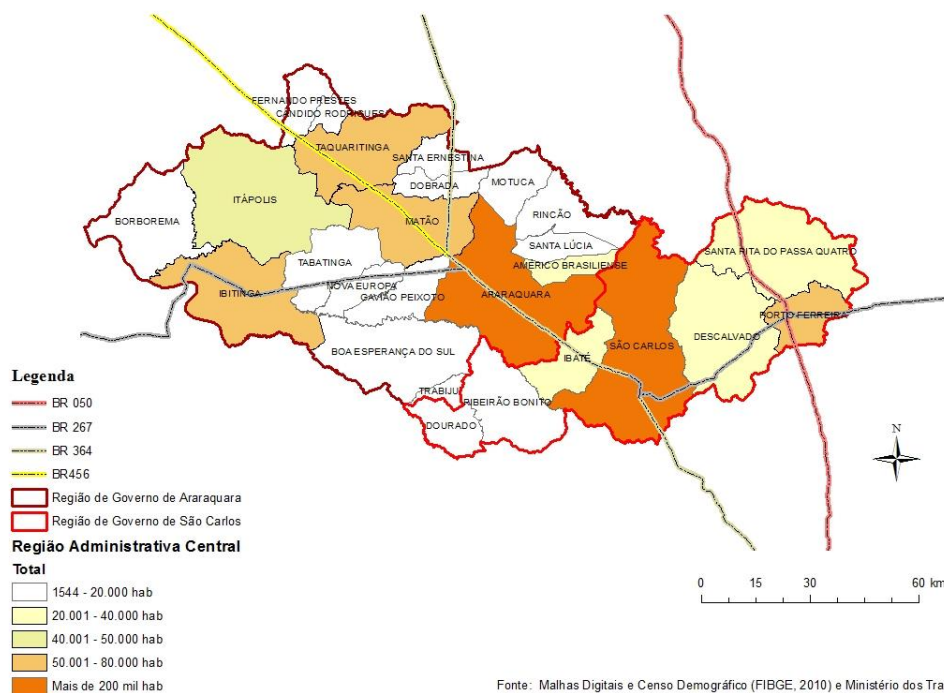 FERNANDO PRESTES
CANDIDO RODRIGUES
TAQUARITINGA
SANTA ERNESTINA
DOBRADA
MOTUCA
ITÁPOLIS
BORBOREMA
MATÃO
RINCÃO
SANTA LÚCIA
SANTA RITA DO PASSA QUATRO
TABATINGA
AMÉRICO BRASILIENSE
IBITINGA
NOVA EUROPA
GAVIÃO PEIXOTO
ARARAQUARA
PORTO FERREIRA
DESCALVADO
SÃO CARLOS
BOA ESPERANÇA DO SUL
IBATÉ
TRABIJU
RIBEIRÃO BONITO
DOURADO
Legenda
BR 050
BR 267
BR 364
BR456
Região de Governo de Araraquara
Região de Governo de São Carlos
Região Administrativa Central
Total
1544 - 20.000 hab
20.001 - 40.000 hab
40.001 - 50.000 hab
50.001 - 80.000 hab
Mais de 200 mil hab
N
0 15 30 60 km
Fonte: Malhas Digitais e Censo Demográfico (FIBGE, 2010) e Ministério dos Tra